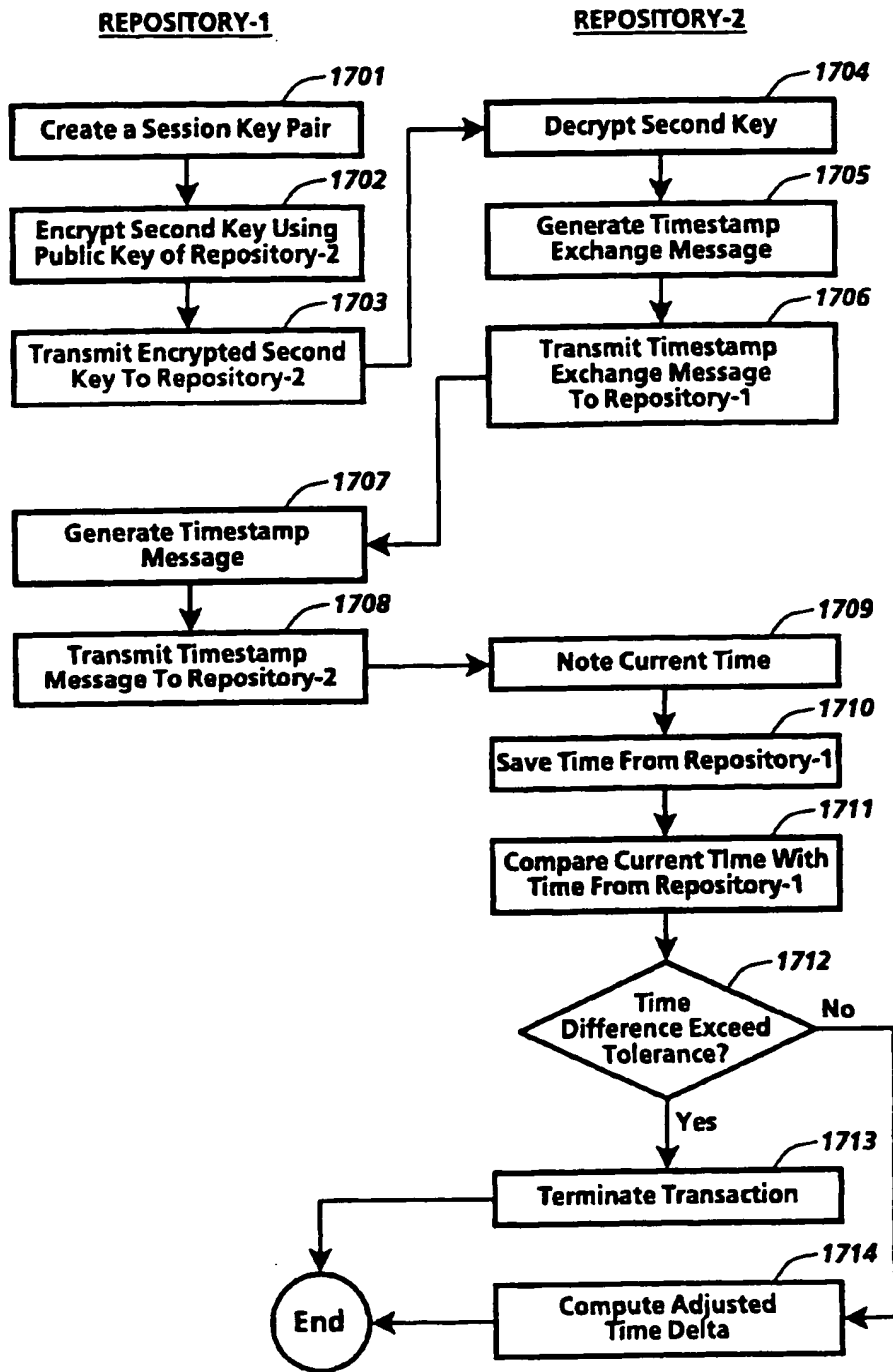 REPOSITORY-1
REPOSITORY-2
1701
Create a Session Key Pair
1702
Encrypt Second Key Using
Public Key of Repository-2
1703
Transmit Encrypted Second
Key To Repository-2
1704
Decrypt Second Key
1705
Generate Timestamp
Exchange Message
1706
Transmit Timestamp
Exchange Message
To Repository-1
1707
Generate Timestamp
Message
1708
Transmit Timestamp
Message To Repository-2
1709
Note Current Time
1710
Save Time From Repository-1
1711
Compare Current Time With
Time From Repository-1
1712
Time
Difference Exceed
Tolerance?
No
Yes
1713
Terminate Transaction
1714
Compute Adjusted
Time Delta
End